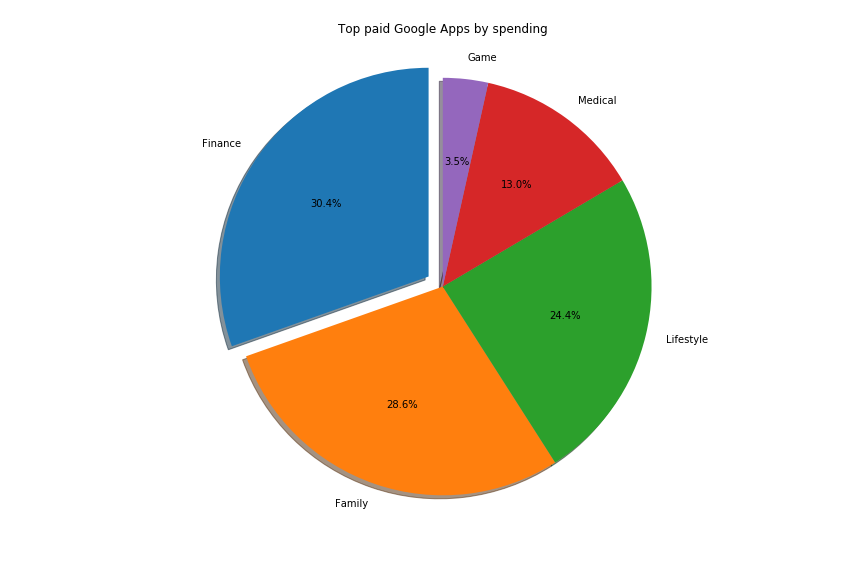 Top paid Google Apps by spending
Game
Medical
Finance
3.5%
13.0%
30.4%
24.4%
Lifestyle
28.6%
Family